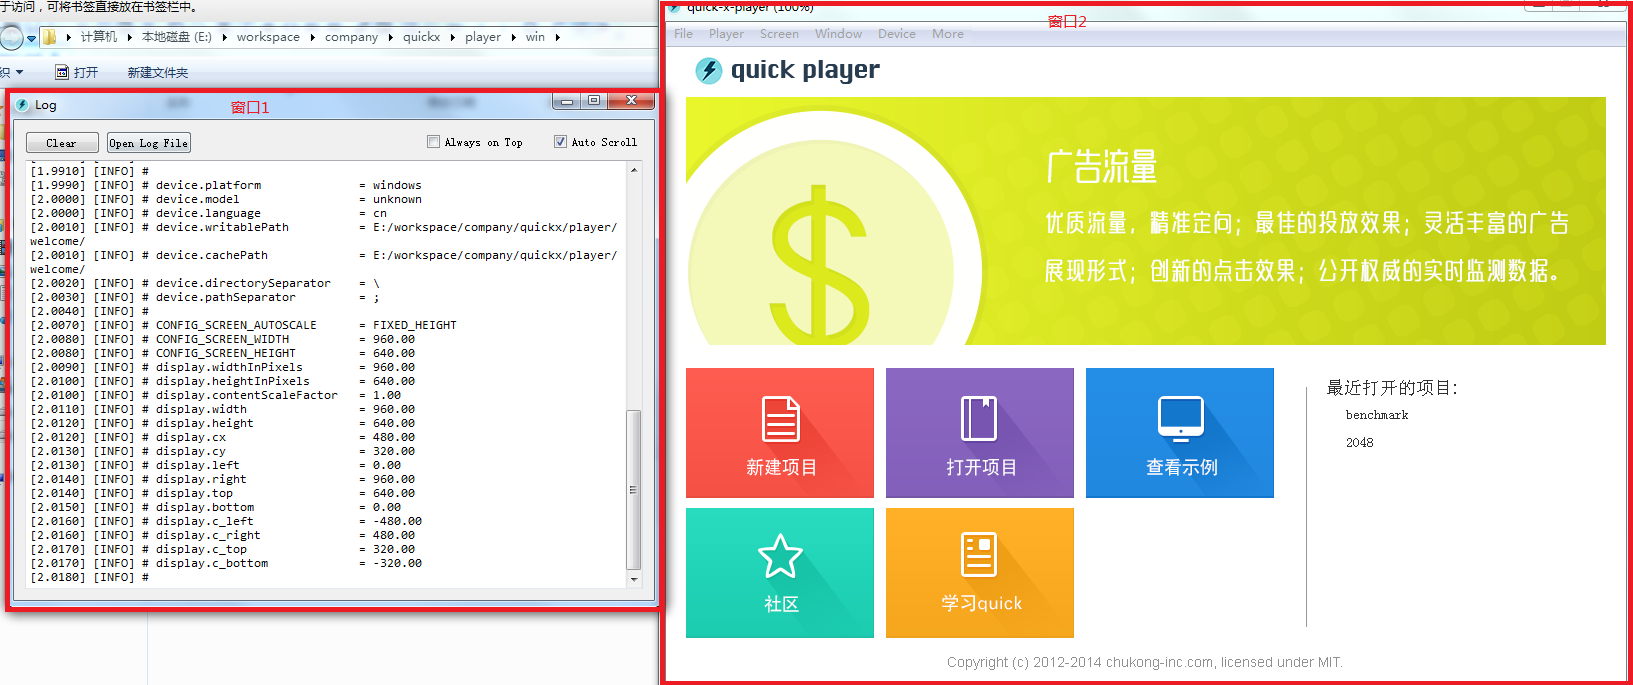 于访问，可将书签直接放在书签栏中。
计算机 本地磁盘 (E:) workspace company quickx player win
织 打开 新建文件夹
Log 窗口1
Clear Open Log File Always on Top Auto Scroll
[1.9910] [INFO] #
[1.9990] [INFO] # device.platform = windows
[2.0000] [INFO] # device.model = unknown
[2.0000] [INFO] # device.language = cn
[2.0010] [INFO] # device.writablePath = E:/workspace/company/quickx/player/
welcome/
[2.0010] [INFO] # device.cachePath = E:/workspace/company/quickx/player/
welcome/
[2.0020] [INFO] # device.directorySeparator = \
[2.0030] [INFO] # device.pathSeparator = ;
[2.0040] [INFO] #
[2.0070] [INFO] # CONFIG_SCREEN_AUTOSCALE = FIXED_HEIGHT
[2.0080] [INFO] # CONFIG_SCREEN_WIDTH = 960.00
[2.0080] [INFO] # CONFIG_SCREEN_HEIGHT = 640.00
[2.0090] [INFO] # display.widthInPixels = 960.00
[2.0100] [INFO] # display.heightInPixels = 640.00
[2.0100] [INFO] # display.contentScaleFactor = 1.00
[2.0110] [INFO] # display.width = 960.00
[2.0120] [INFO] # display.height = 640.00
[2.0120] [INFO] # display.cx = 480.00
[2.0130] [INFO] # display.cy = 320.00
[2.0130] [INFO] # display.left = 0.00
[2.0140] [INFO] # display.right = 960.00
[2.0140] [INFO] # display.top = 640.00
[2.0150] [INFO] # display.bottom = 0.00
[2.0160] [INFO] # display.c_left = -480.00
[2.0160] [INFO] # display.c_right = 480.00
[2.0170] [INFO] # display.c_top = 320.00
[2.0170] [INFO] # display.c_bottom = -320.00
[2.0180] [INFO] #
quick-x-player (100%)
窗口2
File Player Screen Window Device More
quick player
$
广告流量
优质流量，精准定向；最佳的投放效果；灵活丰富的广告
展现形式；创新的点击效果；公开权威的实时监测数据。
新建项目 打开项目 查看示例
社区 学习quick
最近打开的项目:
benchmark
2048
Copyright (c) 2012-2014 chukong-inc.com, licensed under MIT.